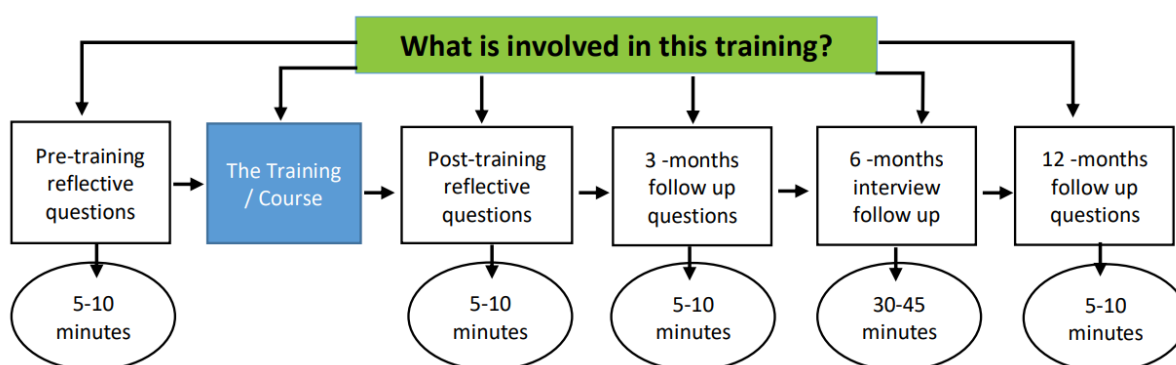 What is involved in this training?
Pre-training
reflective
questions
The Training
/ Course
Post-training
reflective
questions
3 -months
follow up
questions
6 -months
interview
follow up
12 -months
follow up
questions
5-10
minutes
5-10
minutes
5-10
minutes
30-45
minutes
5-10
minutes